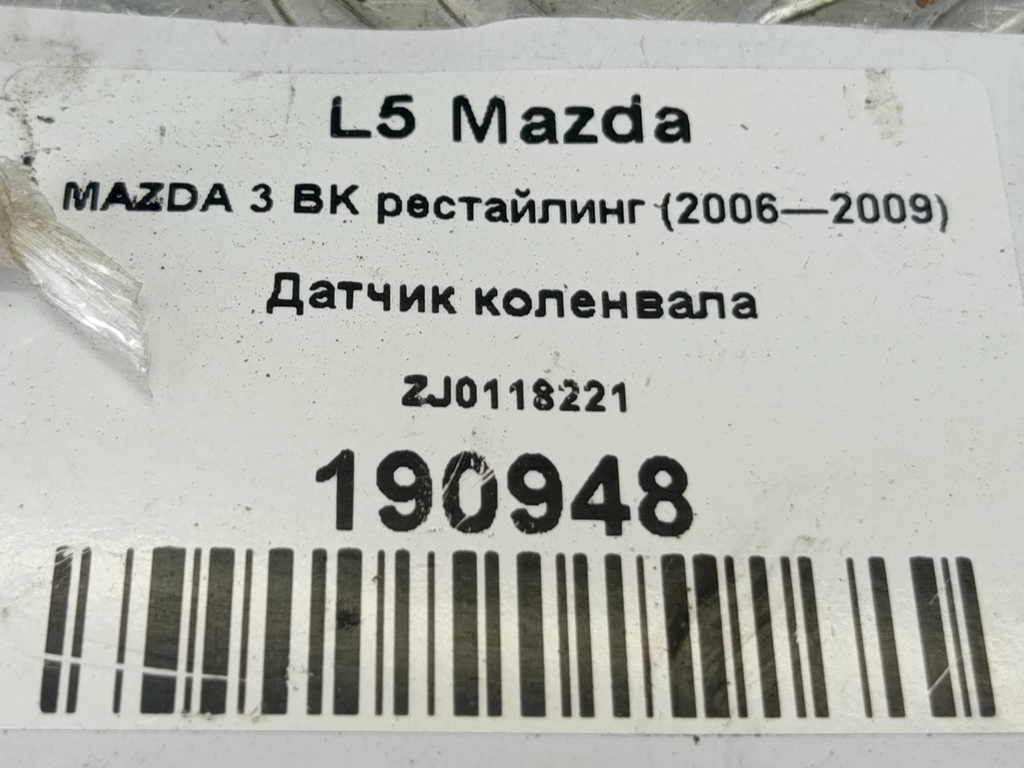 L5 Mazda
MAZDA 3 BK рестайлинг (2006—2009)
Датчик коленвала
ZJ0118221
190948